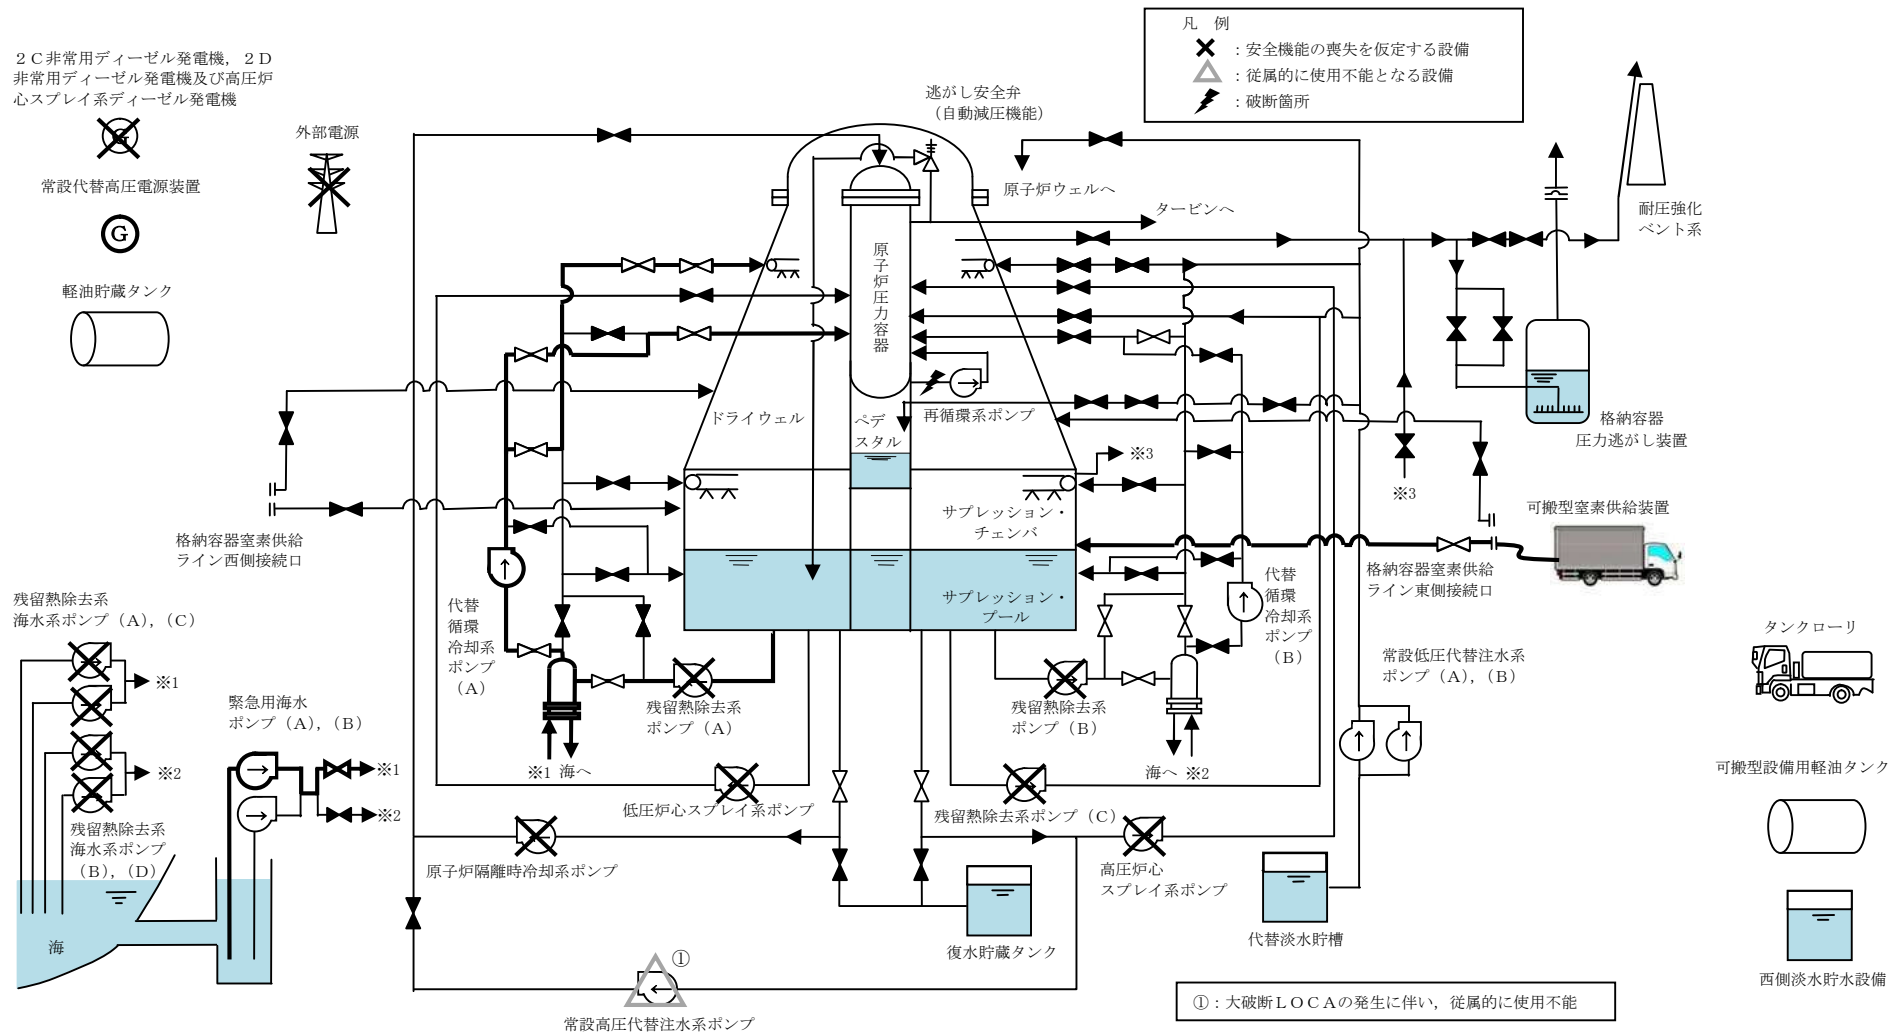 凡 例
：安全機能の喪失を仮定する設備
：従属的に使用不能となる設備
：破断箇所
２Ｃ非常用ディーゼル発電機，２Ｄ
非常用ディーゼル発電機及び高圧炉
心スプレイ系ディーゼル発電機
G
外部電源
常設代替高圧電源装置
G
軽油貯蔵タンク
逃がし安全弁
（自動減圧機能）
原子炉ウェルへ
タービンへ
耐圧強化
ベント系
原子炉圧力容器
ドライウェル
ペデ
スタル
再循環系ポンプ
格納容器
圧力逃がし装置
※3
※3
サプレッション・
チェンバ
サプレッション・
プール
格納容器窒素供給
ライン西側接続口
可搬型窒素供給装置
格納容器窒素供給
ライン東側接続口
代替
循環
冷却系
ポンプ
（Ａ）
代替
循環
冷却系
ポンプ
（Ｂ）
残留熱除去系
海水系ポンプ（Ａ），（Ｃ）
※1
※2
緊急用海水
ポンプ（Ａ），（Ｂ）
※1
※2
残留熱除去系
海水系ポンプ
（Ｂ），（Ｄ）
海
残留熱除去系
ポンプ（Ａ）
※1 海へ
残留熱除去系
ポンプ（Ｂ）
海へ ※2
常設低圧代替注水系
ポンプ（Ａ），（Ｂ）
タンクローリ
可搬型設備用軽油タンク
低圧炉心スプレイ系ポンプ
残留熱除去系ポンプ（Ｃ）
原子炉隔離時冷却系ポンプ
高圧炉心
スプレイ系ポンプ
復水貯蔵タンク
代替淡水貯槽
西側淡水貯水設備
①
常設高圧代替注水系ポンプ
①：大破断ＬＯＣＡの発生に伴い，従属的に使用不能